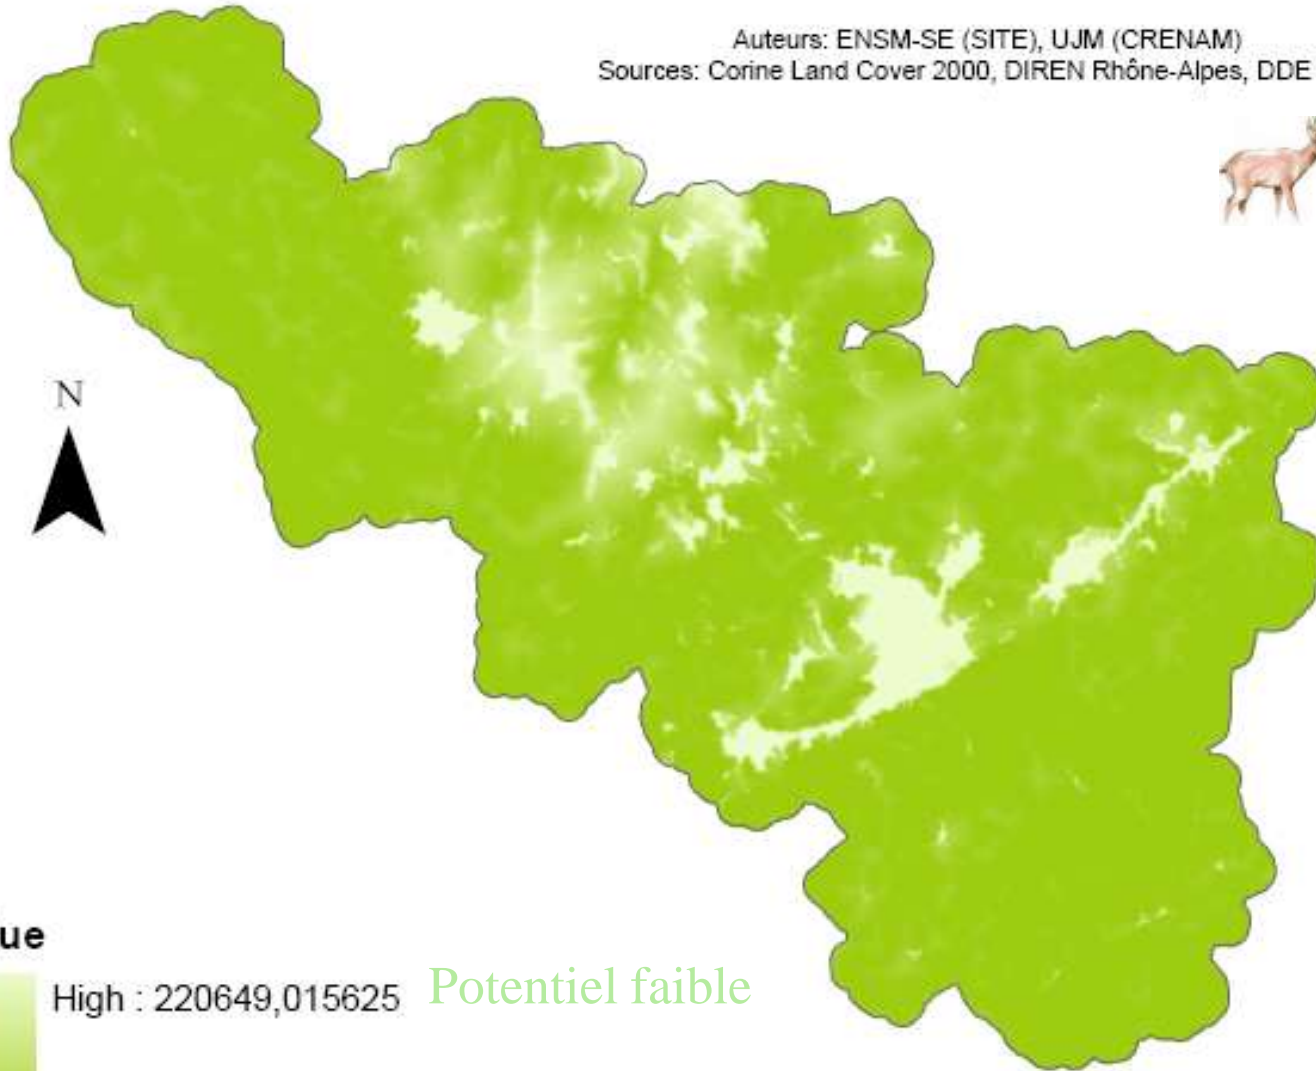 Auteurs: ENSM-SE (SITE), UJM (CRENAM)
Sources: Corine Land Cover 2000, DIREN Rhône-Alpes, DDE
N
ue
High : 220649,015625 Potentiel faible